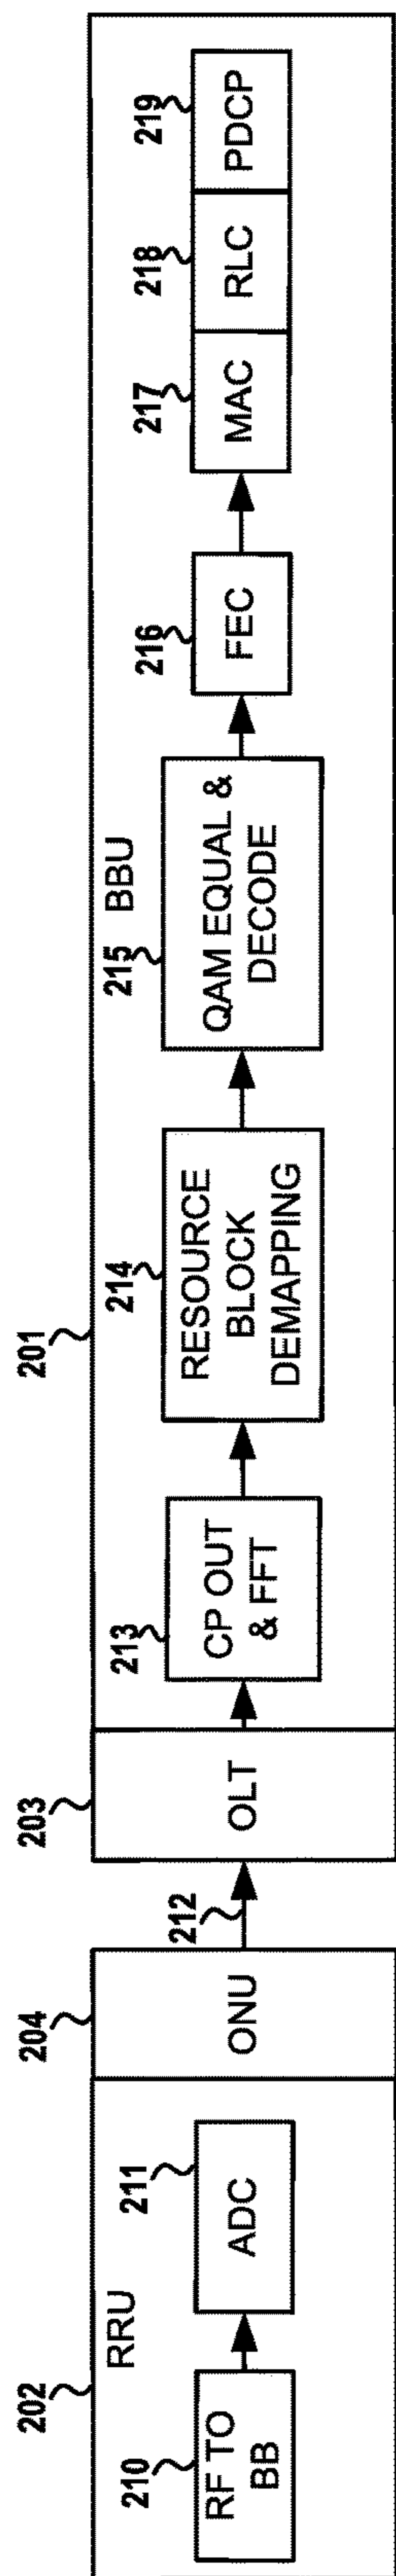 202
RRU
210
RF TO
BB
211
ADC
204
ONU
212
203
OLT
201
BBU
213
CP OUT
& FFT
214
RESOURCE
BLOCK
DEMAPPING
215
QAM EQUAL &
DECODE
216
FEC
217
MAC
218
RLC
219
PDCP